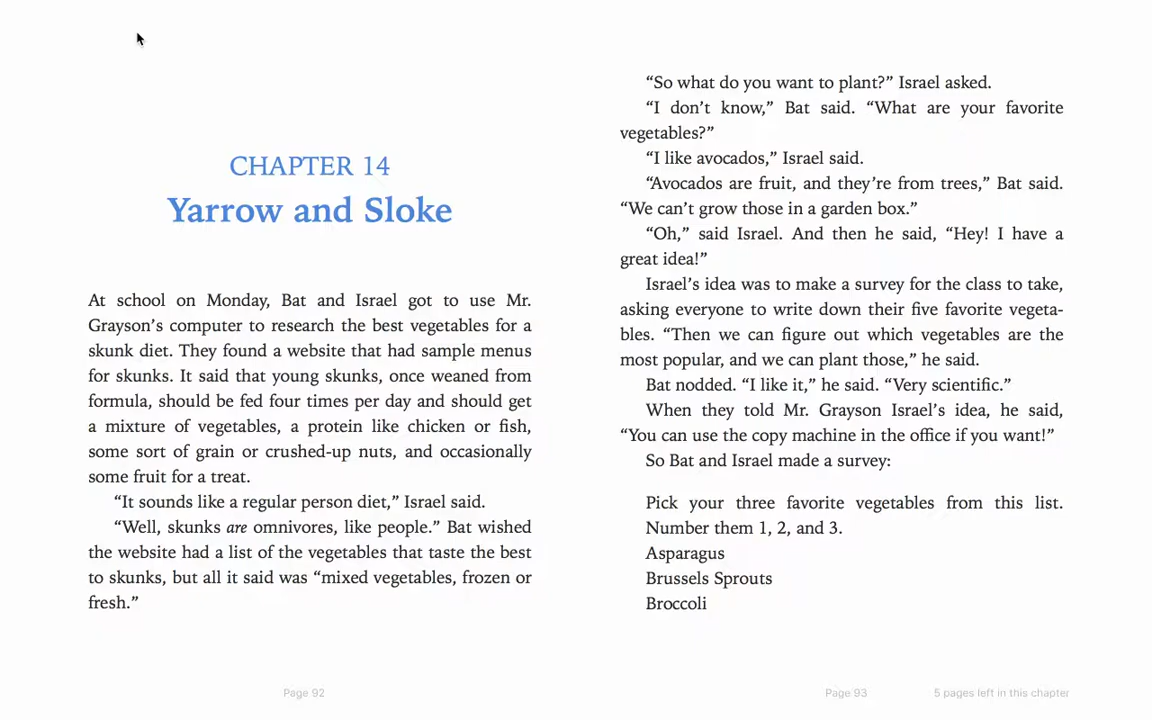 CHAPTER 14
Yarrow and Sloke
At school on Monday, Bat and Israel got to use Mr.
Grayson’s computer to research the best vegetables for a
skunk diet. They found a website that had sample menus
for skunks. It said that young skunks, once weaned from
formula, should be fed four times per day and should get
a mixture of vegetables, a protein like chicken or fish,
some sort of grain or crushed-up nuts, and occasionally
some fruit for a treat.
“It sounds like a regular person diet,” Israel said.
“Well, skunks are omnivores, like people.” Bat wished
the website had a list of the vegetables that taste the best
to skunks, but all it said was “mixed vegetables, frozen or
fresh.”
Page 92
“So what do you want to plant?” Israel asked.
“I don’t know,” Bat said. “What are your favorite
vegetables?”
“I like avocados,” Israel said.
“Avocados are fruit, and they’re from trees,” Bat said.
“We can’t grow those in a garden box.”
“Oh,” said Israel. And then he said, “Hey! I have a
great idea!”
Israel’s idea was to make a survey for the class to take,
asking everyone to write down their five favorite vegeta-
bles. “Then we can figure out which vegetables are the
most popular, and we can plant those,” he said.
Bat nodded. “I like it,” he said. “Very scientific.”
When they told Mr. Grayson Israel’s idea, he said,
“You can use the copy machine in the office if you want!”
So Bat and Israel made a survey:
Pick your three favorite vegetables from this list.
Number them 1, 2, and 3.
Asparagus
Brussels Sprouts
Broccoli
Page 93
5 pages left in this chapter